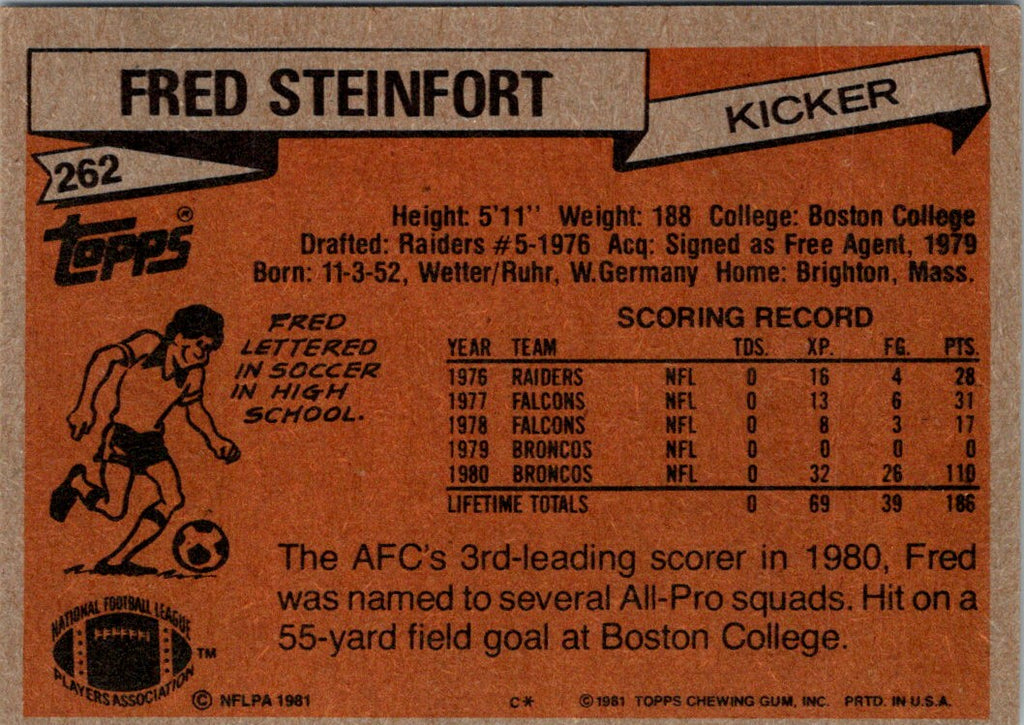 FRED STEINFORT
KICKER
262
TOPPS®
Height: 5'11" Weight: 188 College: Boston College
Drafted: Raiders #5-1976 Acq: Signed as Free Agent, 1979
Born: 11-3-52, Wetter/Ruhr, W.Germany Home: Brighton, Mass.
FRED
LETTERED
IN SOCCER
IN HIGH
SCHOOL.
SCORING RECORD
YEAR TEAM TDS. XP. FG. PTS.
1976 RAIDERS NFL 0 16 4 28
1977 FALCONS NFL 0 13 6 31
1978 FALCONS NFL 0 8 3 17
1979 BRONCOS NFL 0 0 0 0
1980 BRONCOS NFL 0 32 26 110
LIFETIME TOTALS 0 69 39 186
The AFC's 3rd-leading scorer in 1980, Fred
was named to several All-Pro squads. Hit on a
55-yard field goal at Boston College.
NATIONAL FOOTBALL LEAGUE
PLAYERS ASSOCIATION
TM
© NFLPA 1981 C* ©1981 TOPPS CHEWING GUM, INC. PRTD. IN U.S.A.